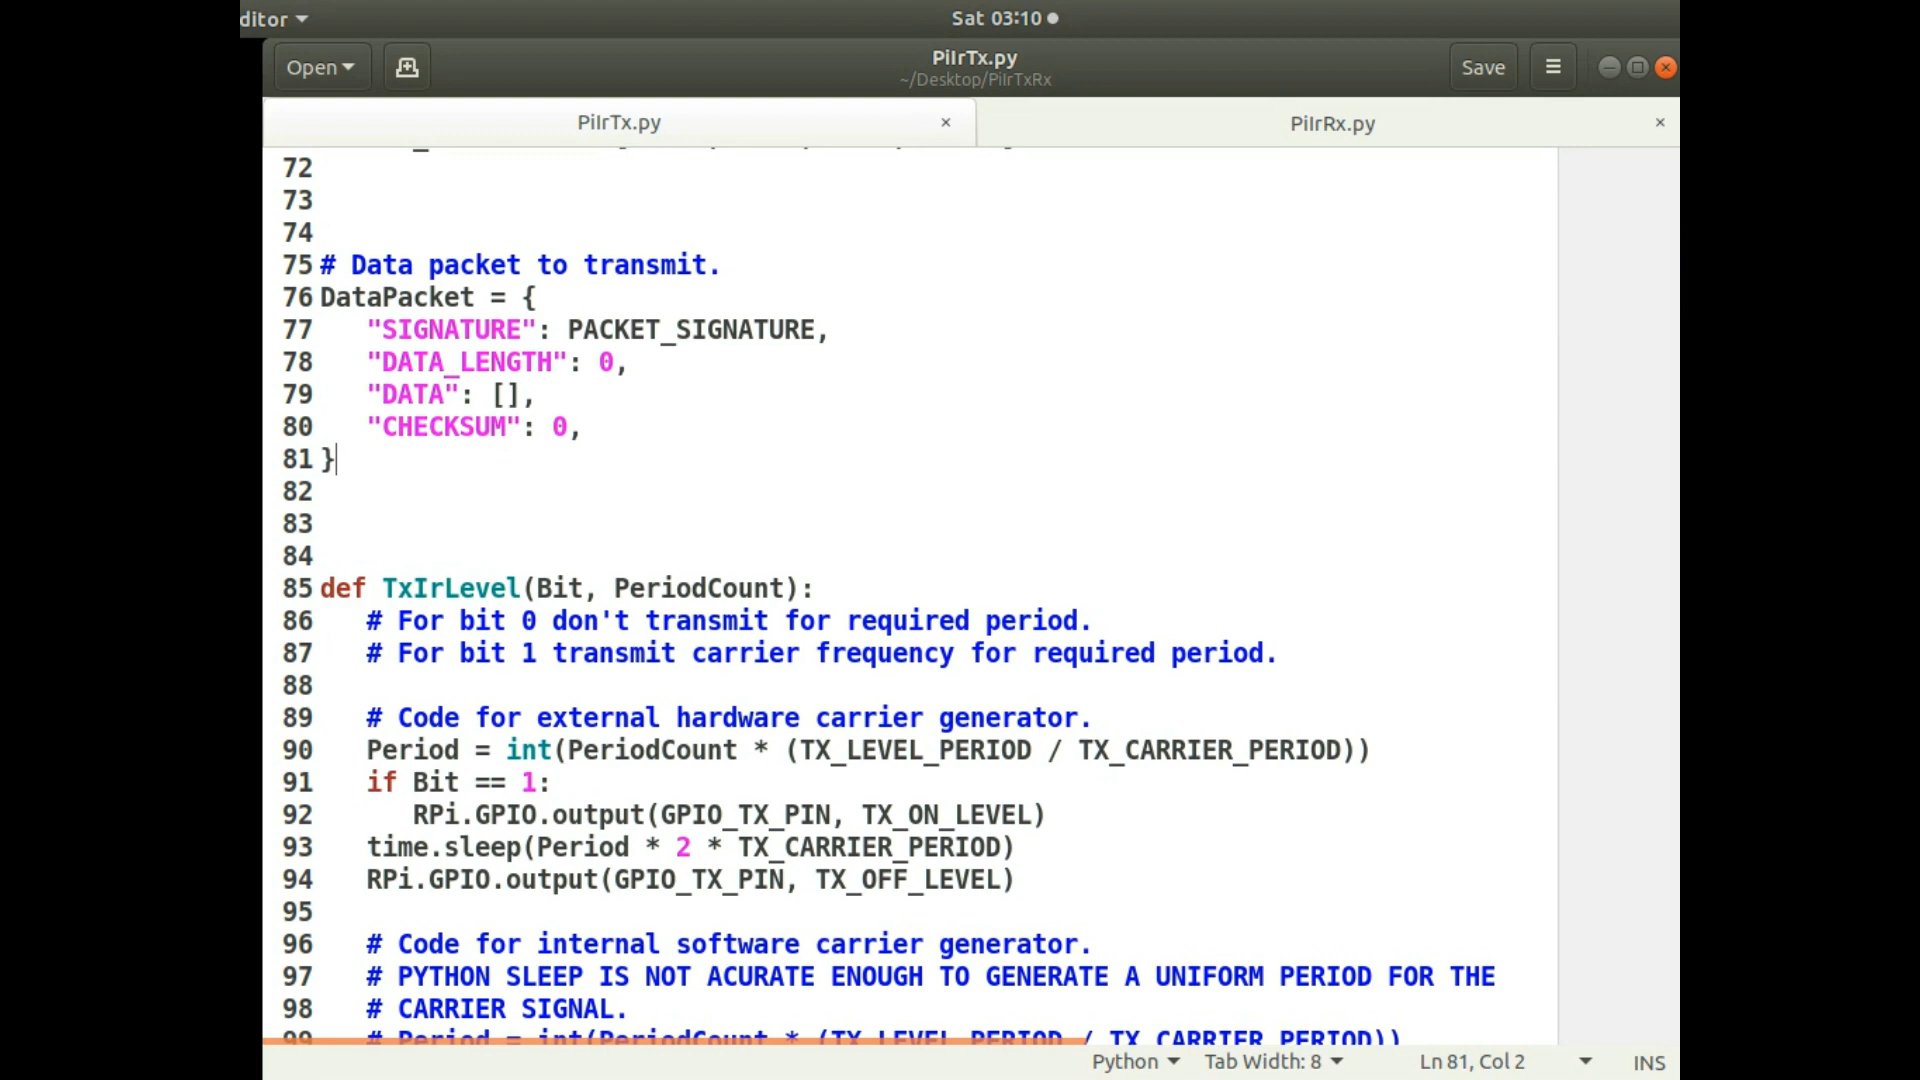 ditor
Sat 03:10
Open
PiIrTx.py
~/Desktop/PiIrTxRx
Save
PiIrTx.py ×
PiIrRx.py ×
72
73
74
75 # Data packet to transmit.
76 DataPacket = {
77 "SIGNATURE": PACKET_SIGNATURE,
78 "DATA_LENGTH": 0,
79 "DATA": [],
80 "CHECKSUM": 0,
81 }
82
83
84
85 def TxIrLevel(Bit, PeriodCount):
86 # For bit 0 don't transmit for required period.
87 # For bit 1 transmit carrier frequency for required period.
88
89 # Code for external hardware carrier generator.
90 Period = int(PeriodCount * (TX_LEVEL_PERIOD / TX_CARRIER_PERIOD))
91 if Bit == 1:
92 RPi.GPIO.output(GPIO_TX_PIN, TX_ON_LEVEL)
93 time.sleep(Period * 2 * TX_CARRIER_PERIOD)
94 RPi.GPIO.output(GPIO_TX_PIN, TX_OFF_LEVEL)
95
96 # Code for internal software carrier generator.
97 # PYTHON SLEEP IS NOT ACURATE ENOUGH TO GENERATE A UNIFORM PERIOD FOR THE
98 # CARRIER SIGNAL.
99 # Period = int(PeriodCount * (TX_LEVEL_PERIOD / TX_CARRIER_PERIOD))
Python Tab Width: 8 Ln 81, Col 2 INS